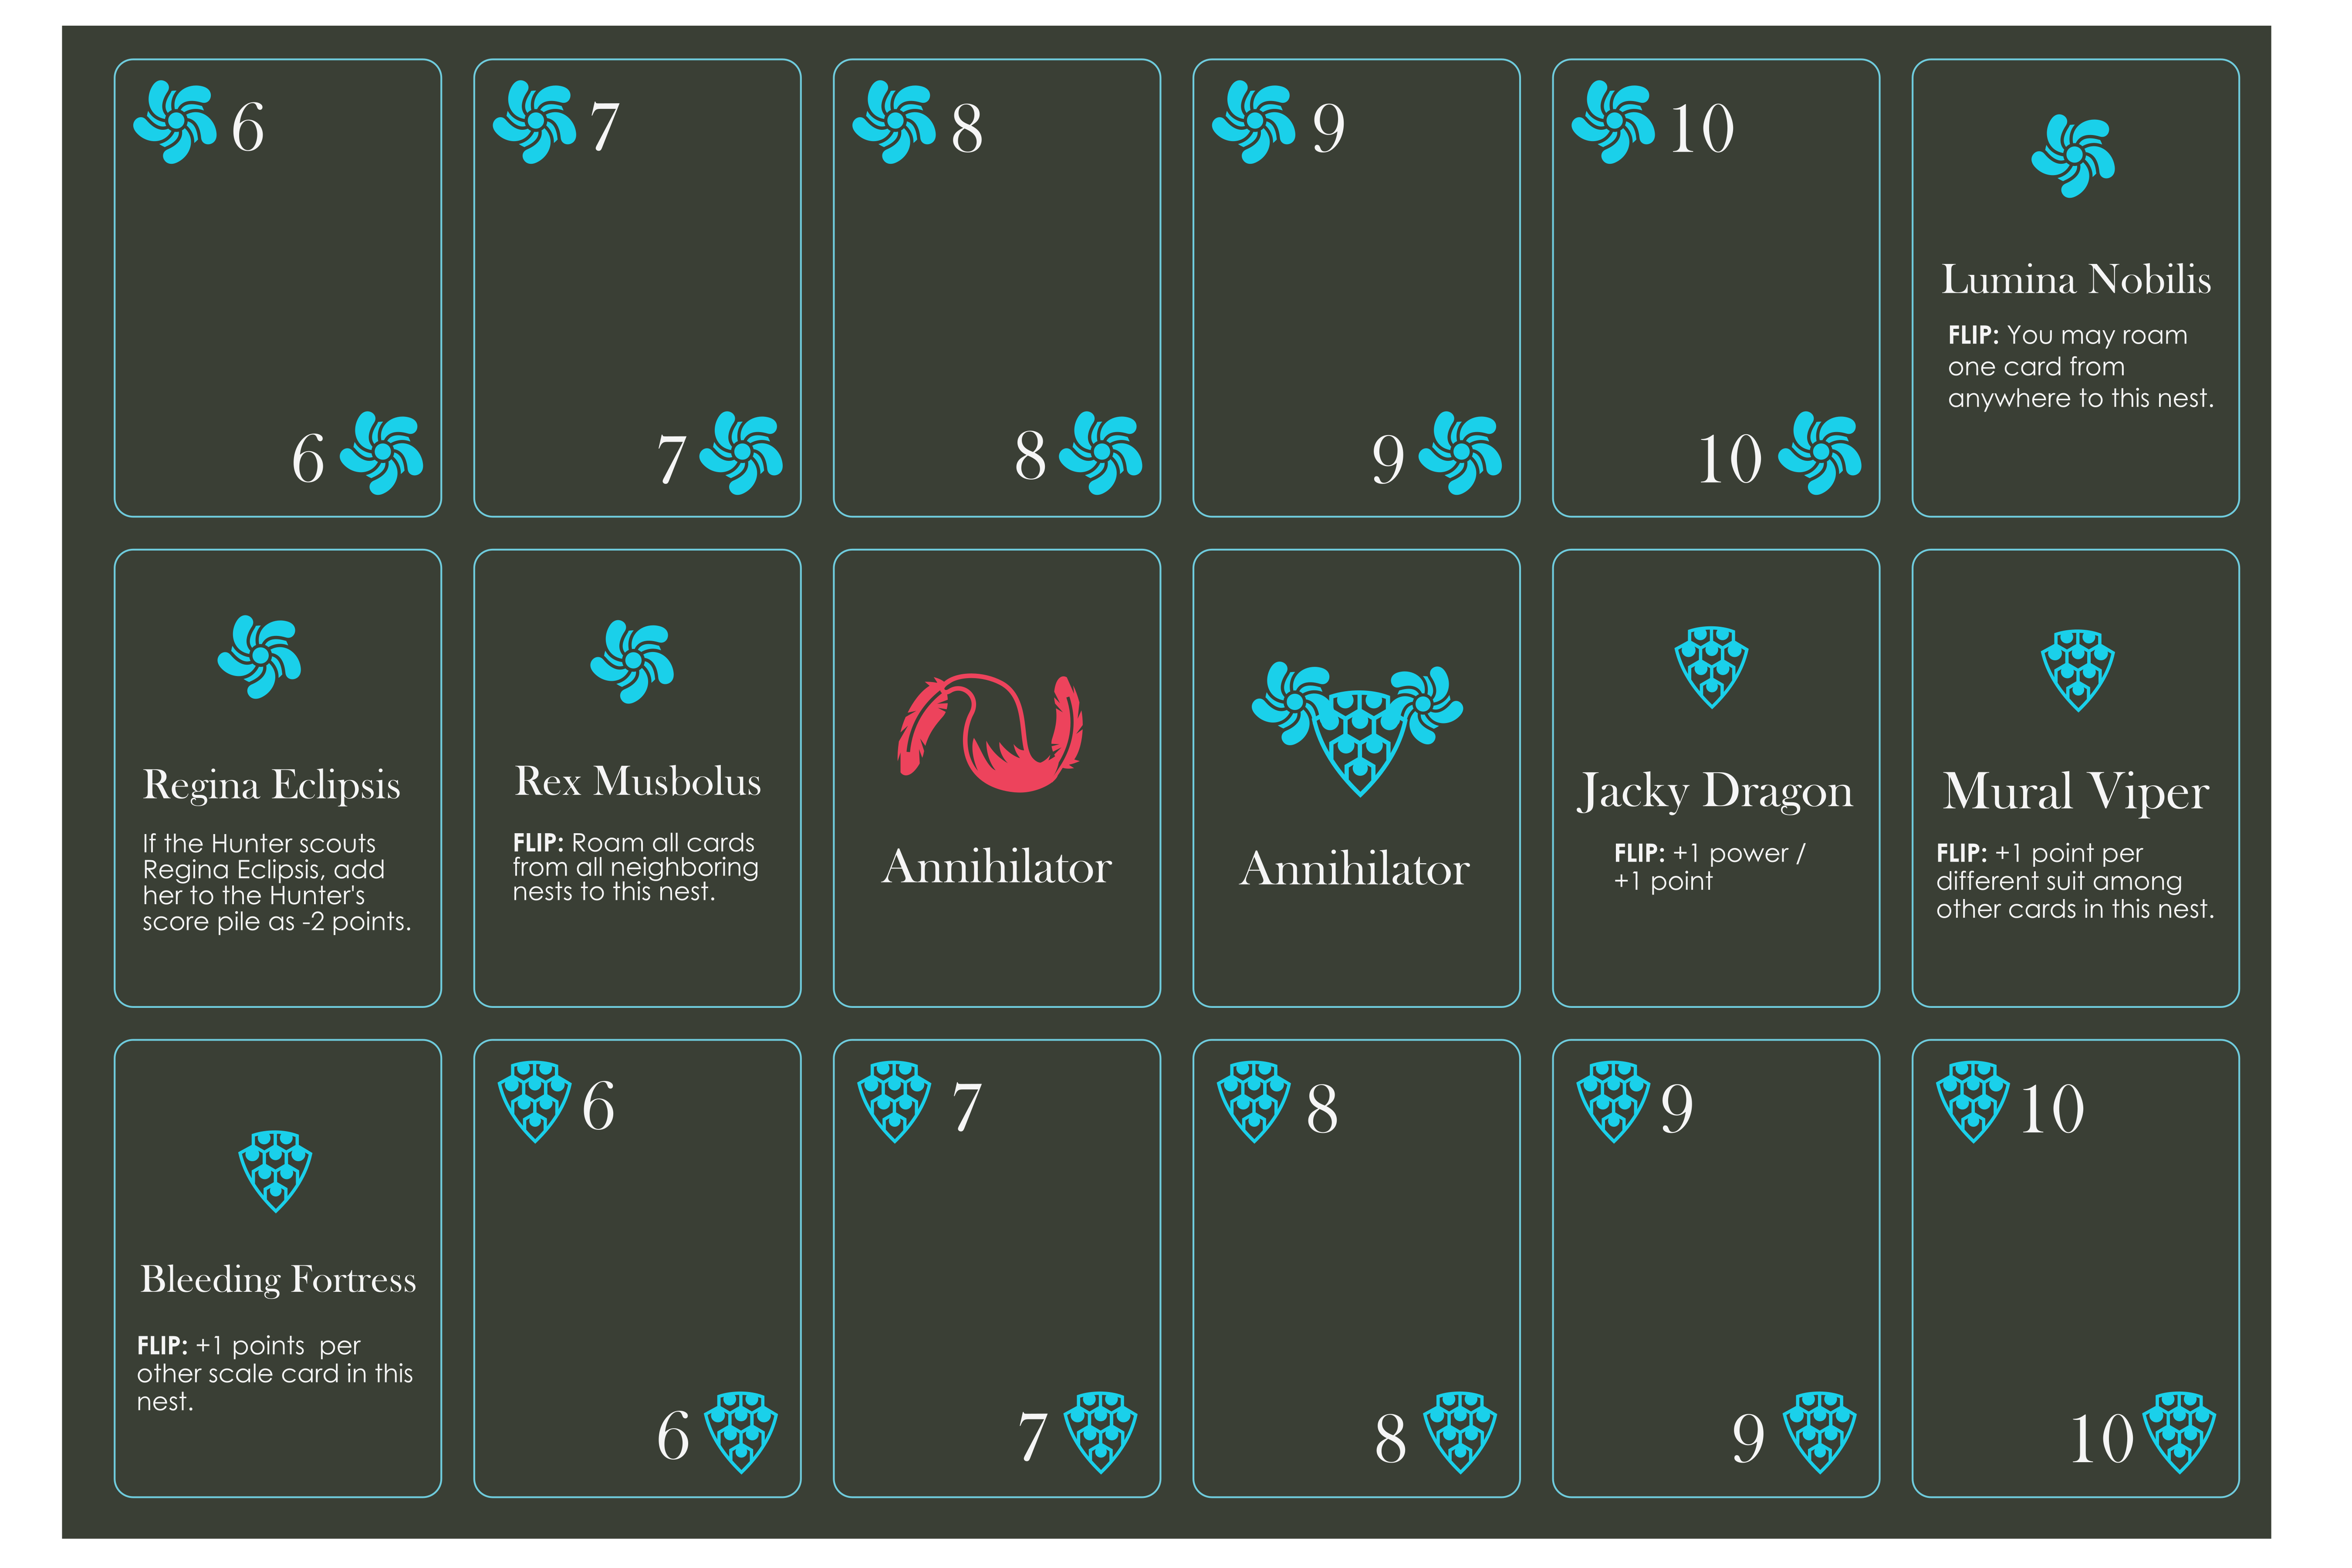 6
6
7
7
8
8
9
9
10
10
Lumina Nobilis
FLIP: You may roam
one card from
anywhere to this nest.
Regina Eclipsis
If the Hunter scouts
Regina Eclipsis, add
her to the Hunter's
score pile as -2 points.
Rex Musbolus
FLIP: Roam all cards
from all neighboring
nests to this nest.
Annihilator
Annihilator
Jacky Dragon
FLIP: +1 power /
+1 point
Mural Viper
FLIP: +1 point per
different suit among
other cards in this nest.
Bleeding Fortress
FLIP: +1 points  per
other scale card in this
nest.
6
6
7
7
8
8
9
9
10
10